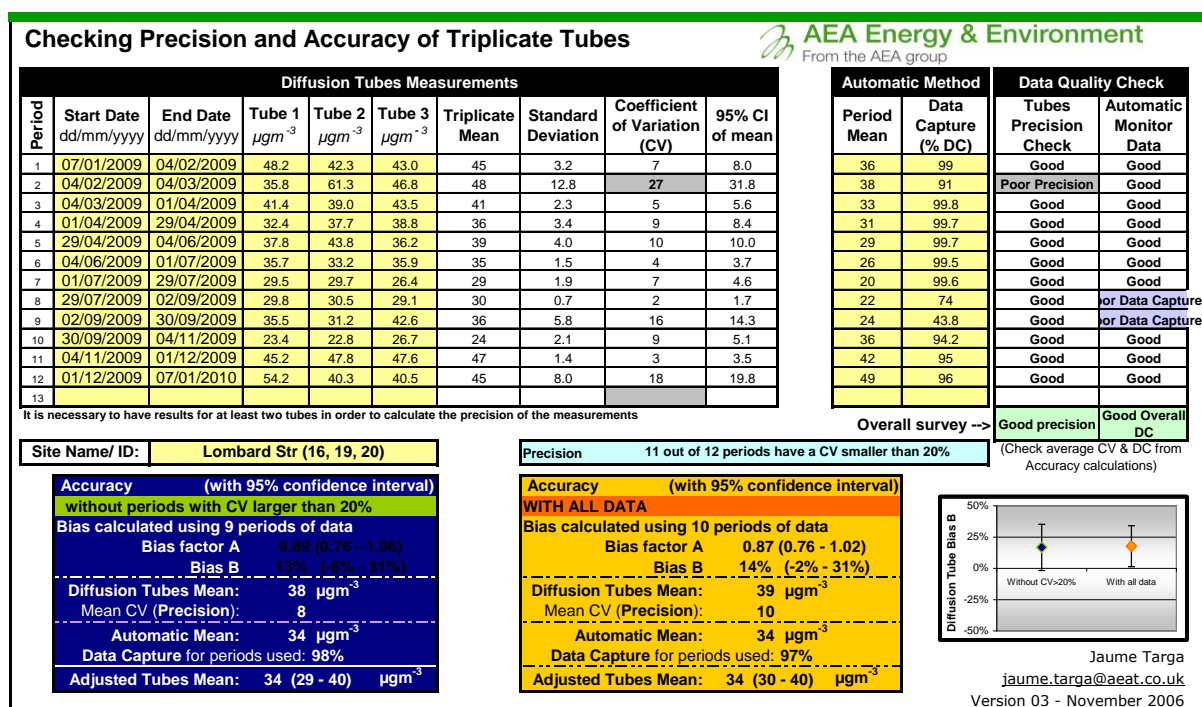 Checking Precision and Accuracy of Triplicate Tubes
AEA Energy & Environment
From the AEA group
Diffusion Tubes Measurements Automatic Method Data Quality Check
Period Start Date dd/mm/yyyy End Date dd/mm/yyyy Tube 1 µgm-3 Tube 2 µgm-3 Tube 3 µgm-3 Triplicate Mean Standard Deviation Coefficient of Variation (CV) 95% CI of mean Period Mean Data Capture (% DC) Tubes Precision Check Automatic Monitor Data
1 07/01/2009 04/02/2009 48.2 42.3 43.0 45 3.2 7 8.0 36 99 Good Good
2 04/02/2009 04/03/2009 35.8 61.3 46.8 48 12.8 27 31.8 38 91 Poor Precision Good
3 04/03/2009 01/04/2009 41.4 39.0 43.5 41 2.3 5 5.6 33 99.8 Good Good
4 01/04/2009 29/04/2009 32.4 37.7 38.8 36 3.4 9 8.4 31 99.7 Good Good
5 29/04/2009 04/06/2009 37.8 43.8 36.2 39 4.0 10 10.0 29 99.7 Good Good
6 04/06/2009 01/07/2009 35.7 33.2 35.9 35 1.5 4 3.7 26 99.5 Good Good
7 01/07/2009 29/07/2009 29.5 29.7 26.4 29 1.9 7 4.6 20 99.6 Good Good
8 29/07/2009 02/09/2009 29.8 30.5 29.1 30 0.7 2 1.7 22 74 Good or Data Capture
9 02/09/2009 30/09/2009 35.5 31.2 42.6 36 5.8 16 14.3 24 43.8 Good or Data Capture
10 30/09/2009 04/11/2009 23.4 22.8 26.7 24 2.1 9 5.1 36 94.2 Good Good
11 04/11/2009 01/12/2009 45.2 47.8 47.6 47 1.4 3 3.5 42 95 Good Good
12 01/12/2009 07/01/2010 54.2 40.3 40.5 45 8.0 18 19.8 49 96 Good Good
13
It is necessary to have results for at least two tubes in order to calculate the precision of the measurements
Overall survey --> Good precision Good Overall DC
Site Name/ ID: Lombard Str (16, 19, 20)
Precision 11 out of 12 periods have a CV smaller than 20%
(Check average CV & DC from
Accuracy calculations)
Accuracy (with 95% confidence interval)
without periods with CV larger than 20%
Bias calculated using 9 periods of data
Bias factor A 0.89 (0.76 - 1.06)
Bias B 13% (-6% - 31%)
Diffusion Tubes Mean: 38 µgm-3
Mean CV (Precision): 8
Automatic Mean: 34 µgm-3
Data Capture for periods used: 98%
Adjusted Tubes Mean: 34 (29 - 40) µgm-3
Accuracy (with 95% confidence interval)
WITH ALL DATA
Bias calculated using 10 periods of data
Bias factor A 0.87 (0.76 - 1.02)
Bias B 14% (-2% - 31%)
Diffusion Tubes Mean: 39 µgm-3
Mean CV (Precision): 10
Automatic Mean: 34 µgm-3
Data Capture for periods used: 97%
Adjusted Tubes Mean: 34 (30 - 40) µgm-3
Diffusion Tube Bias B
50%
25%
0%
-25%
-50%
Without CV>20% With all data
Jaume Targa
jaume.targa@aeat.co.uk
Version 03 - November 2006